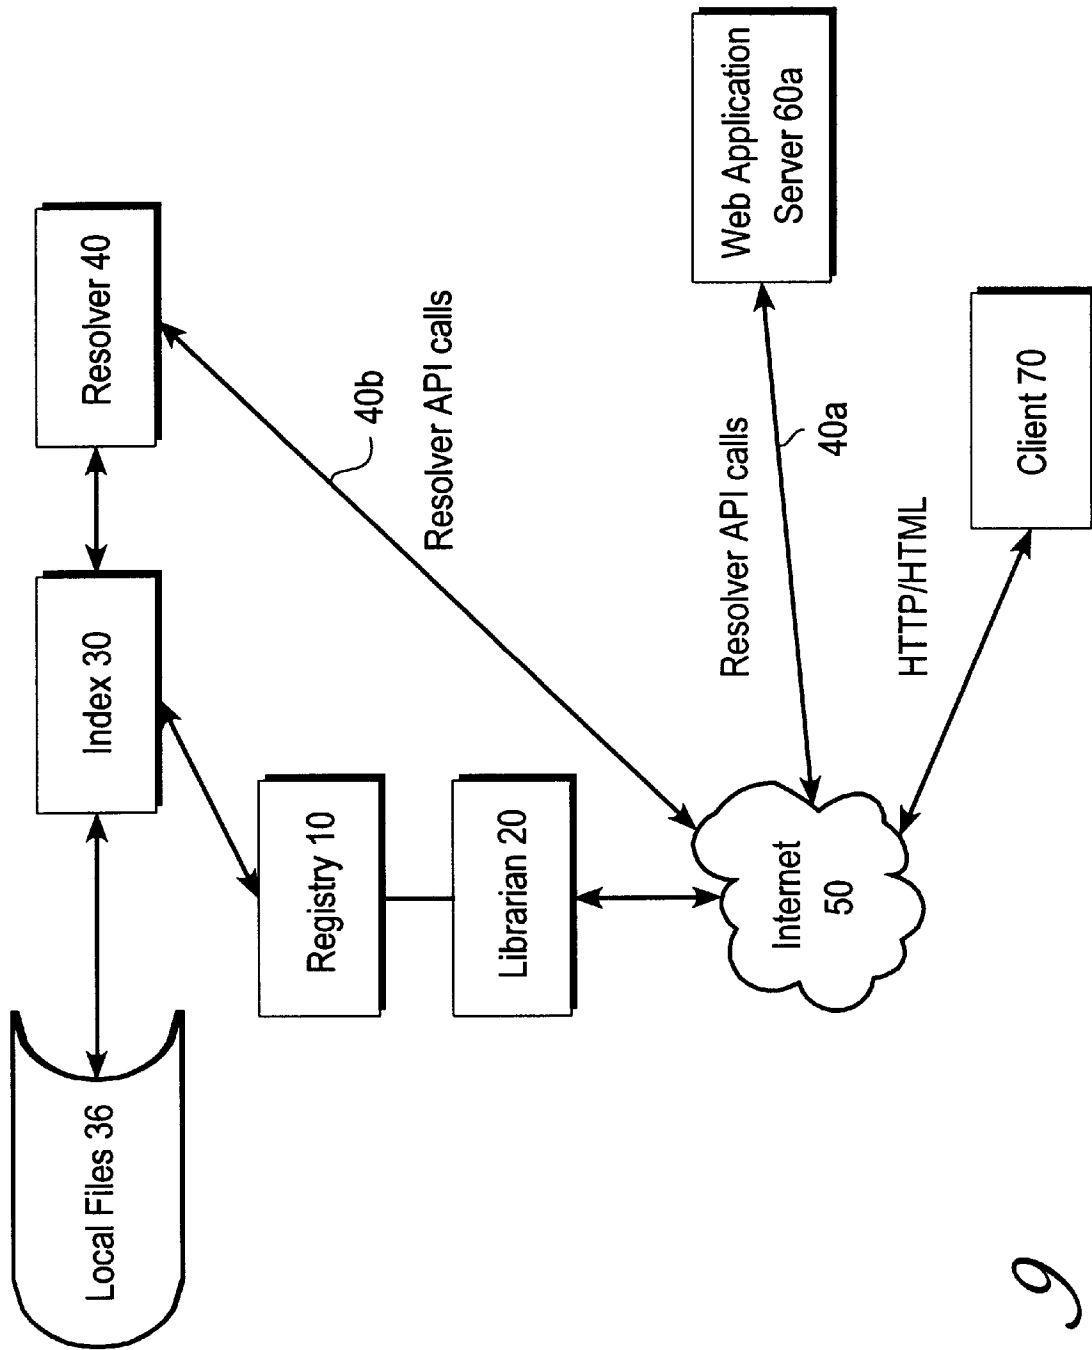 Local Files 36
Index 30
Resolver 40
Registry 10
40b
Resolver API calls
Librarian 20
Internet
50
Resolver API calls
40a
Web Application
Server 60a
HTTP/HTML
Client 70
9